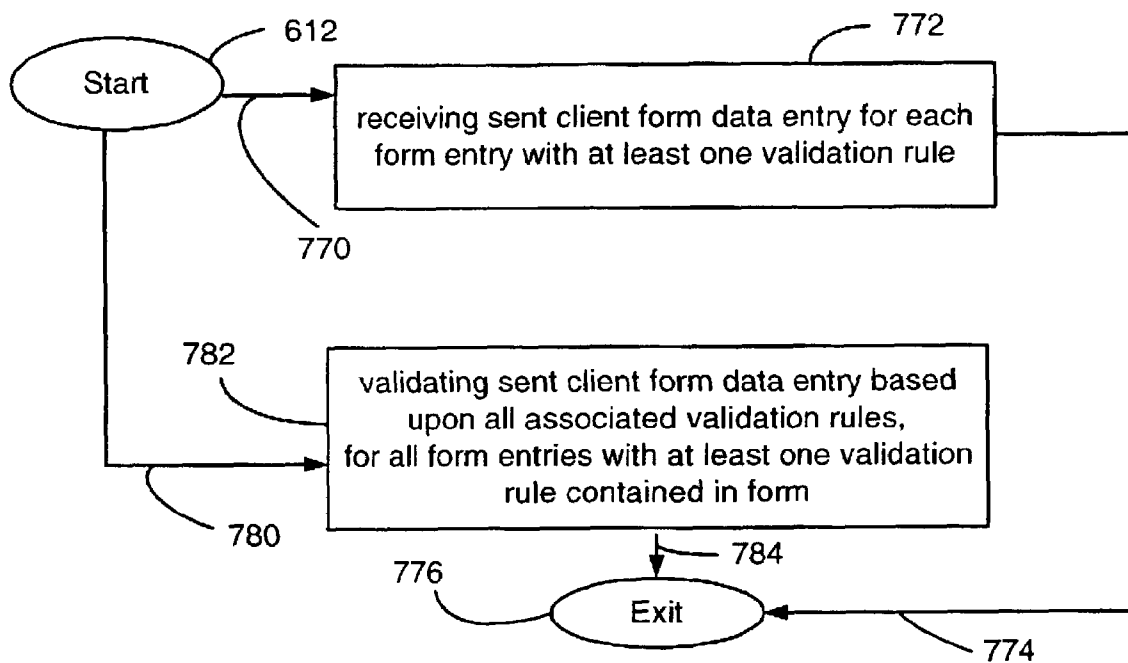 612
Start
772
receiving sent client form data entry for each
form entry with at least one validation rule
770
782
validating sent client form data entry based
upon all associated validation rules,
for all form entries with at least one validation
rule contained in form
780
784
776
Exit
774